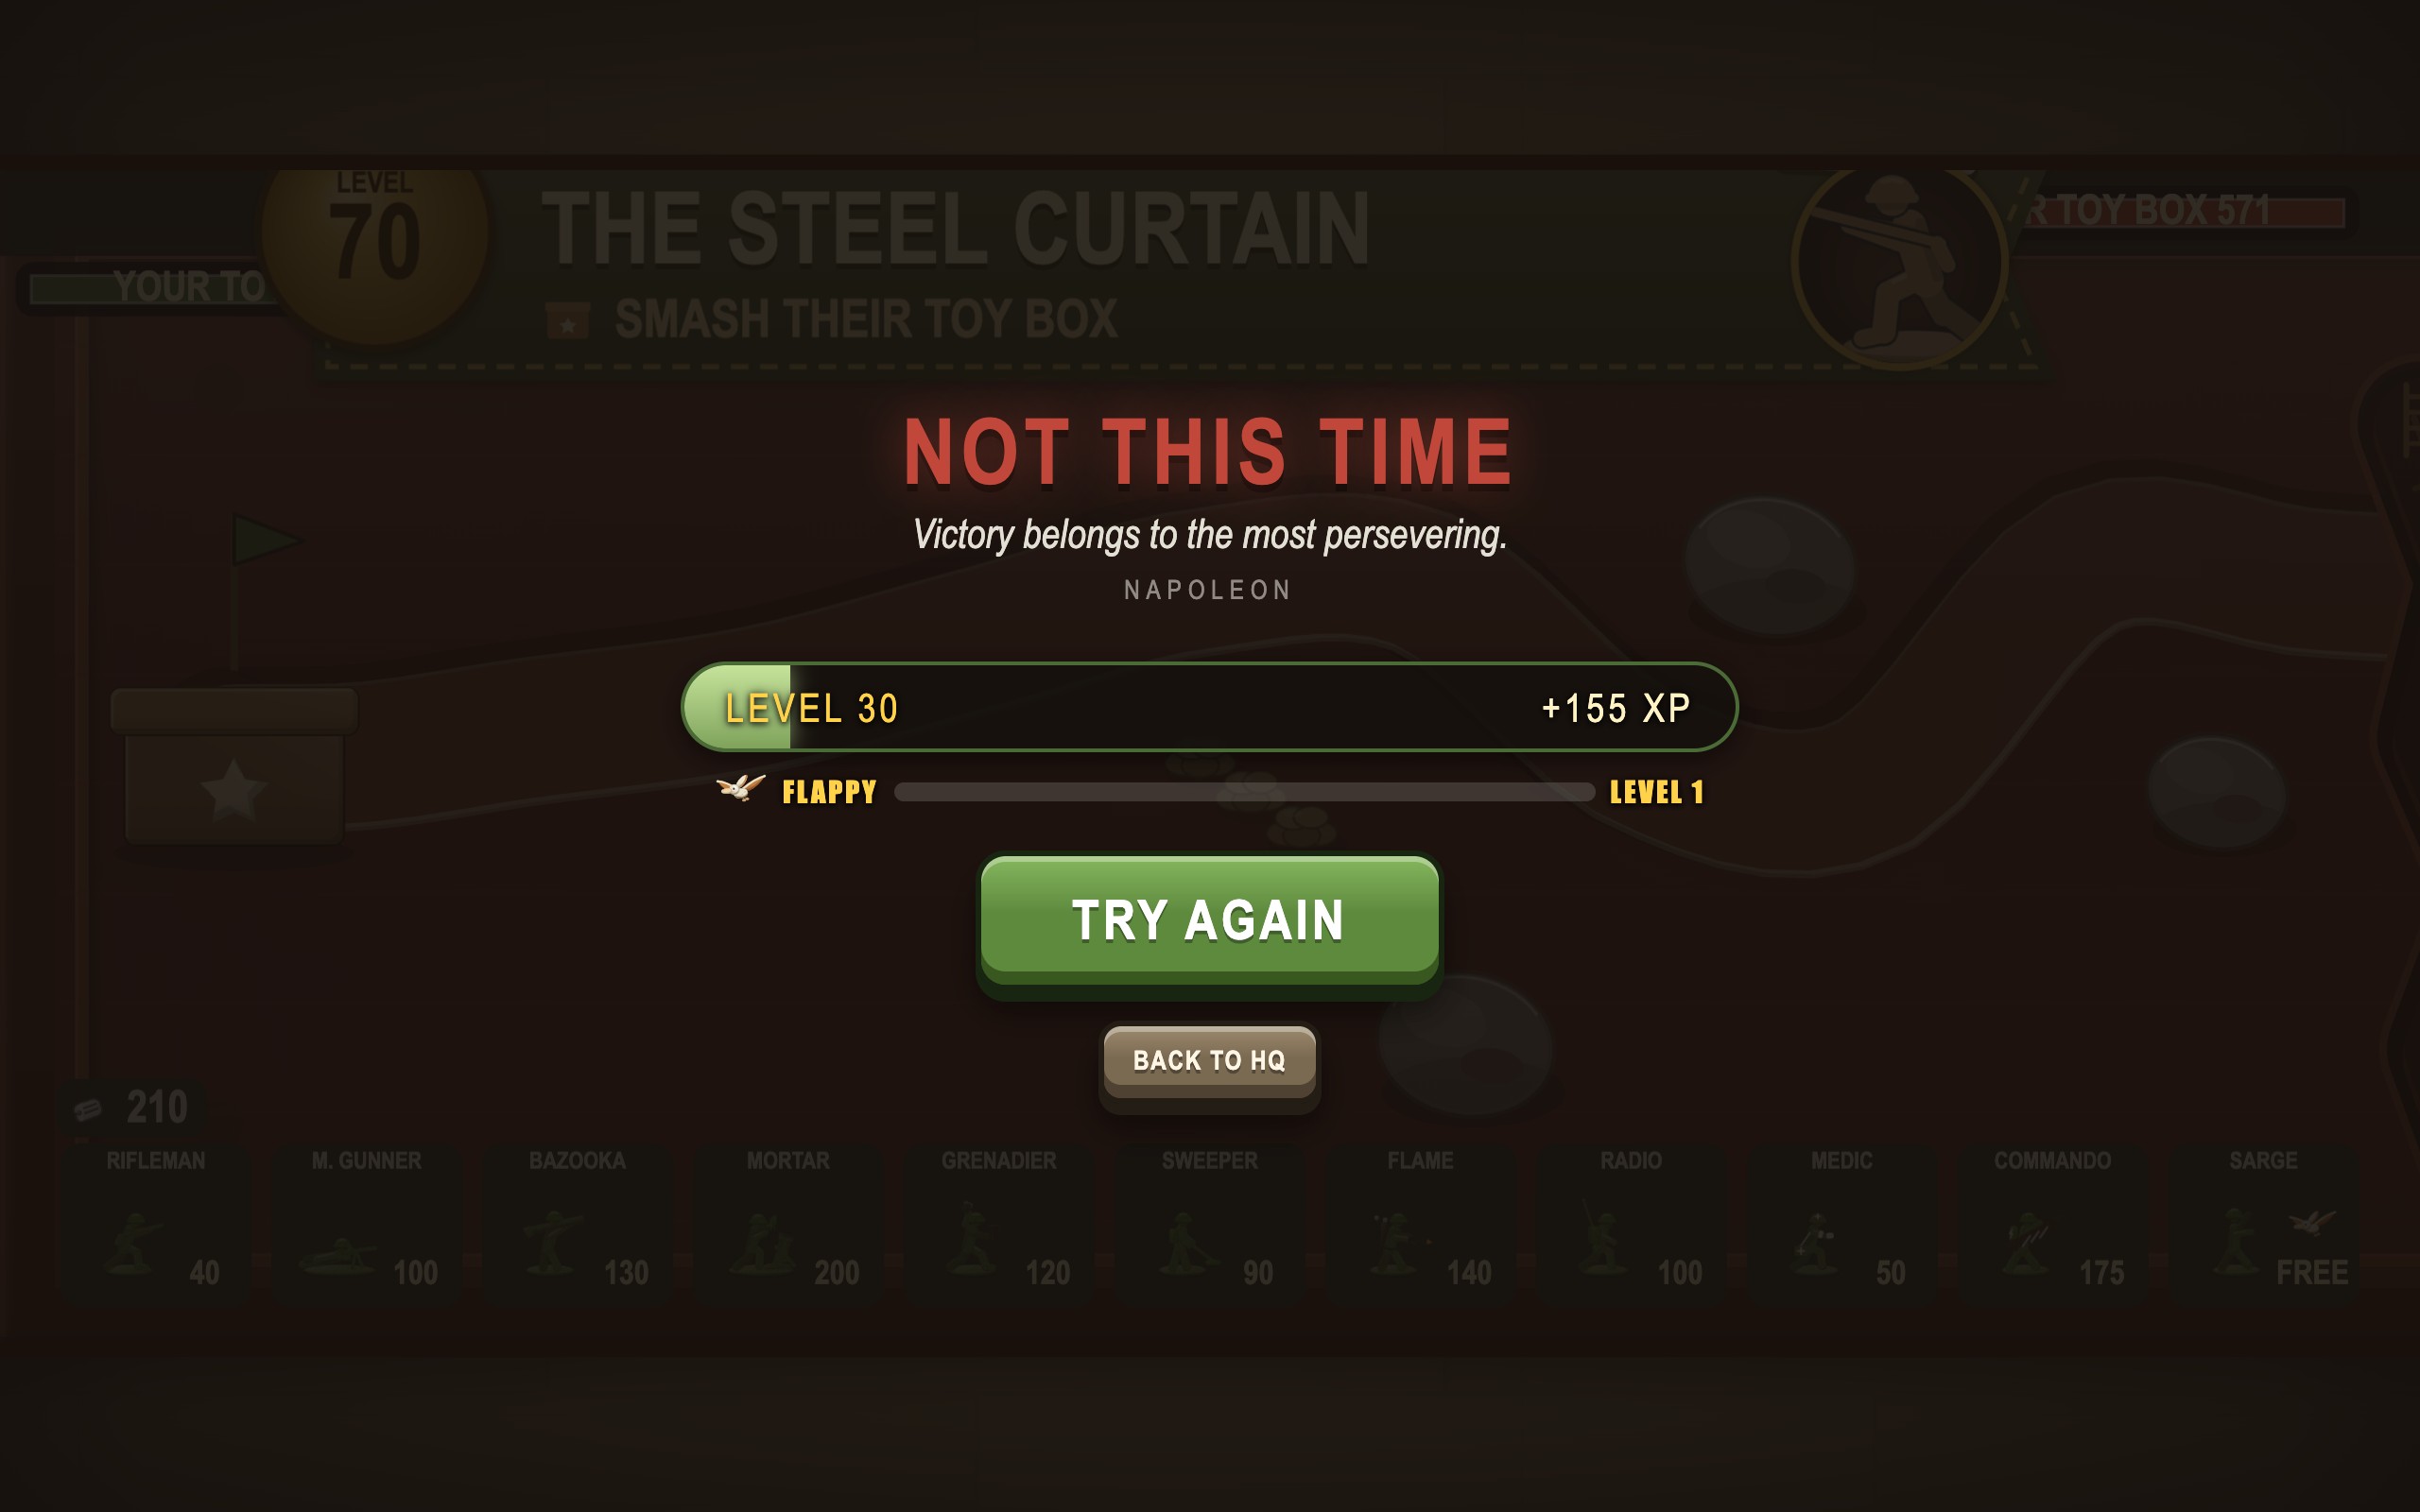 LEVEL
70
THE STEEL CURTAIN
SMASH THEIR TOY BOX
R TOY BOX 571
YOUR TO
NOT THIS TIME
Victory belongs to the most persevering.
NAPOLEON
LEVEL 30
+155 XP
FLAPPY
LEVEL 1
TRY AGAIN
BACK TO HQ
210
RIFLEMAN
40
M. GUNNER
100
BAZOOKA
130
MORTAR
200
GRENADIER
120
SWEEPER
90
FLAME
140
RADIO
100
MEDIC
50
COMMANDO
175
SARGE
FREE